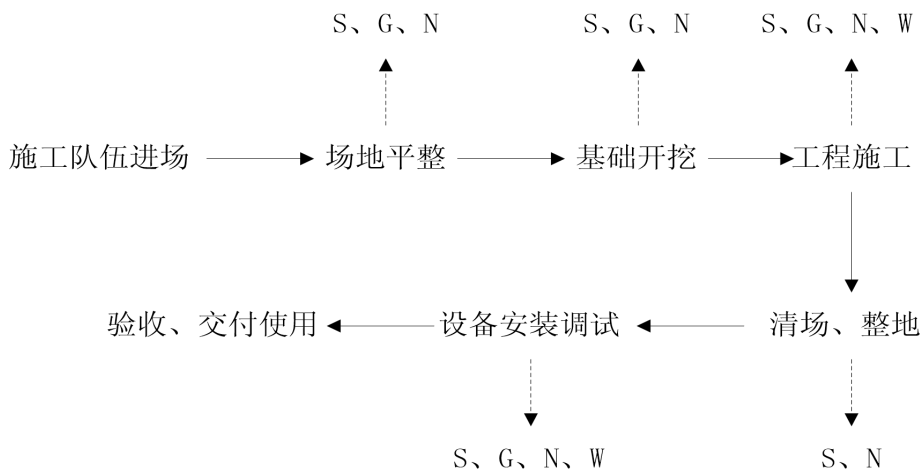 S、G、N
S、G、N
S、G、N、W
施工队伍进场
场地平整
基础开挖
工程施工
验收、交付使用
设备安装调试
清场、整地
S、G、N、W
S、N